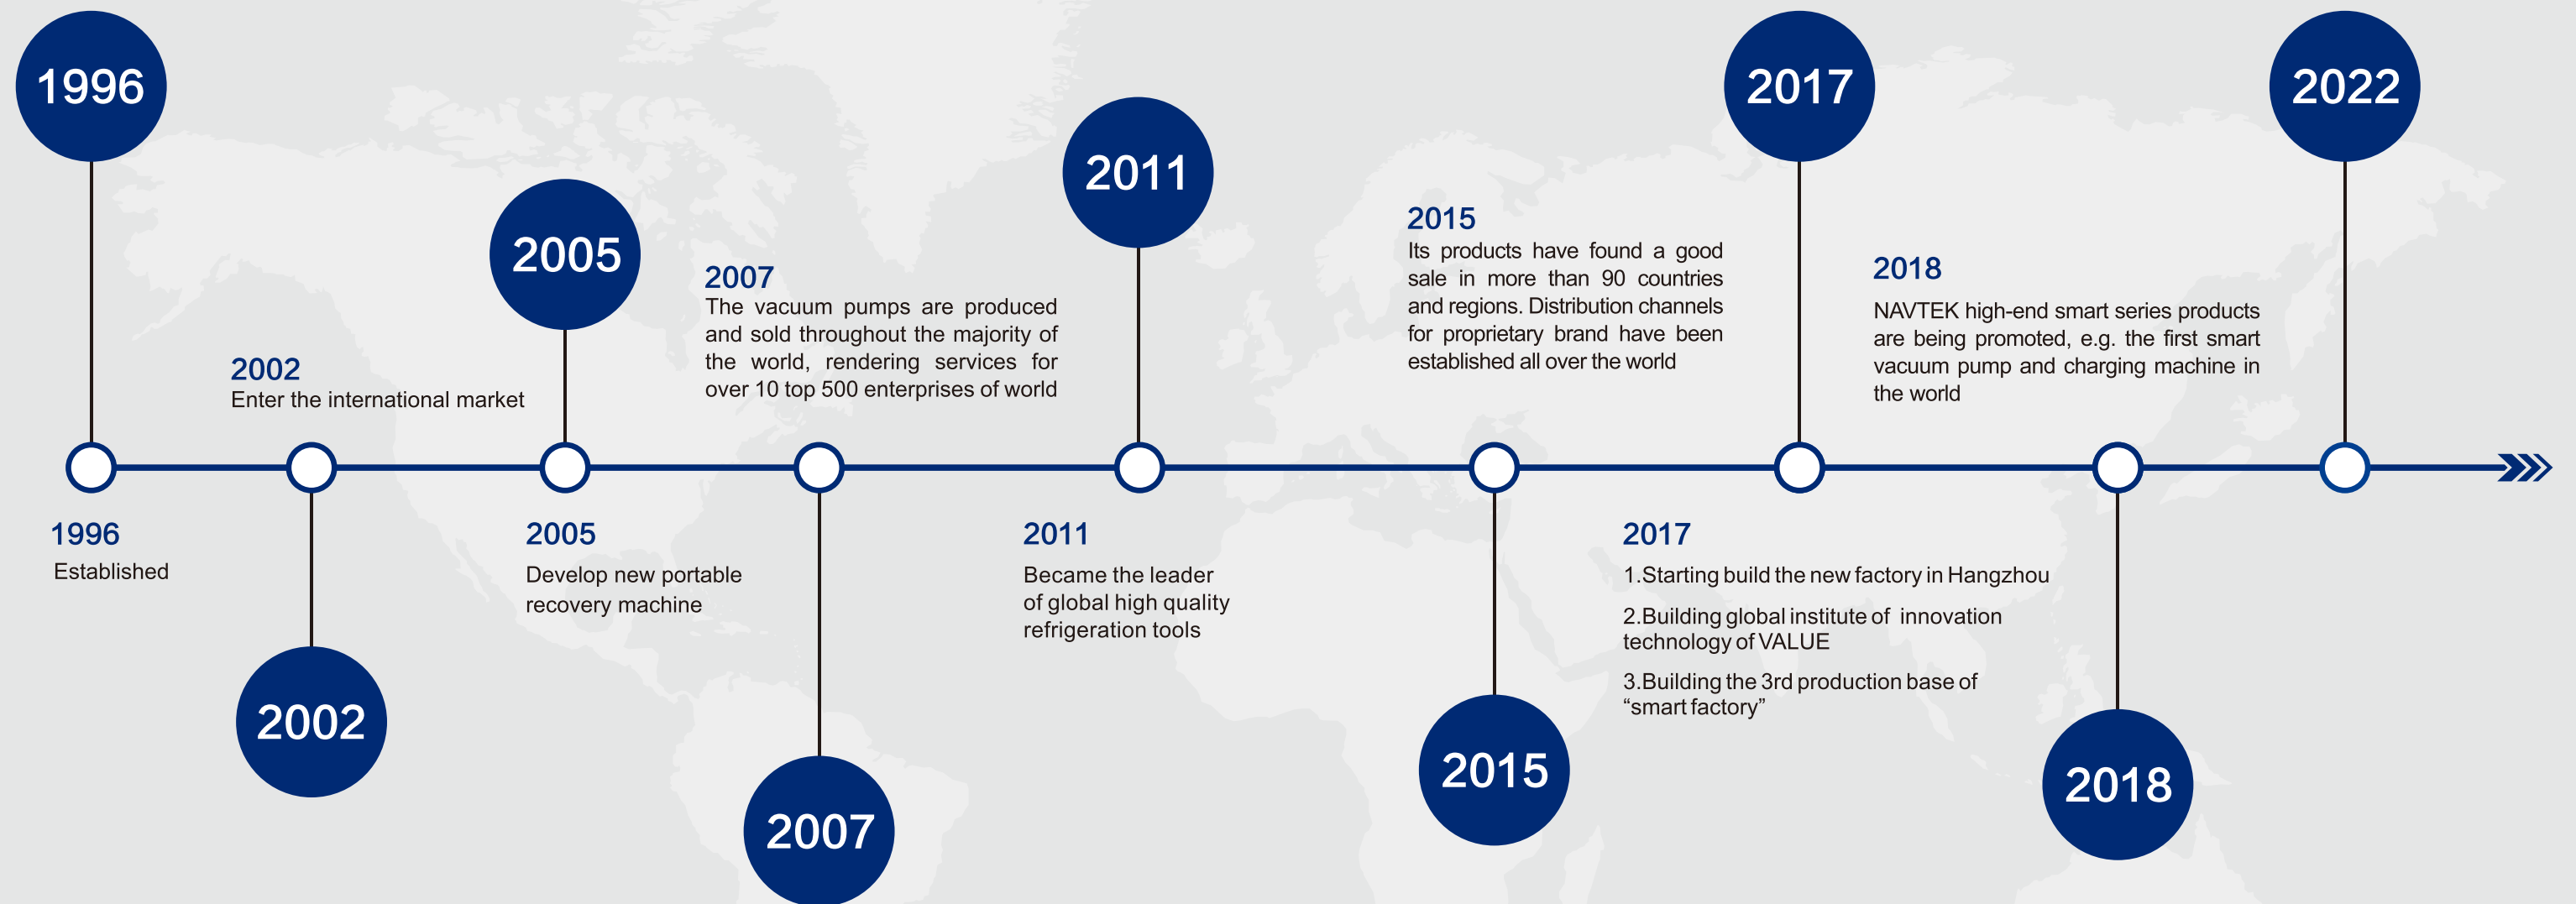 1996
1996
Established
2002
Enter the international market
2002
2005
2005
Develop new portable
recovery machine
2007
The vacuum pumps are produced
and sold throughout the majority of
the world, rendering services for
over 10 top 500 enterprises of world
2007
2011
2011
Became the leader
of global high quality
refrigeration tools
2015
Its products have found a good
sale in more than 90 countries
and regions. Distribution channels
for proprietary brand have been
established all over the world
2015
2017
2017
1.Starting build the new factory in Hangzhou
2.Building global institute of innovation
technology of VALUE
3.Building the 3rd production base of
“smart factory”
2018
NAVTEK high-end smart series products
are being promoted, e.g. the first smart
vacuum pump and charging machine in
the world
2018
2022